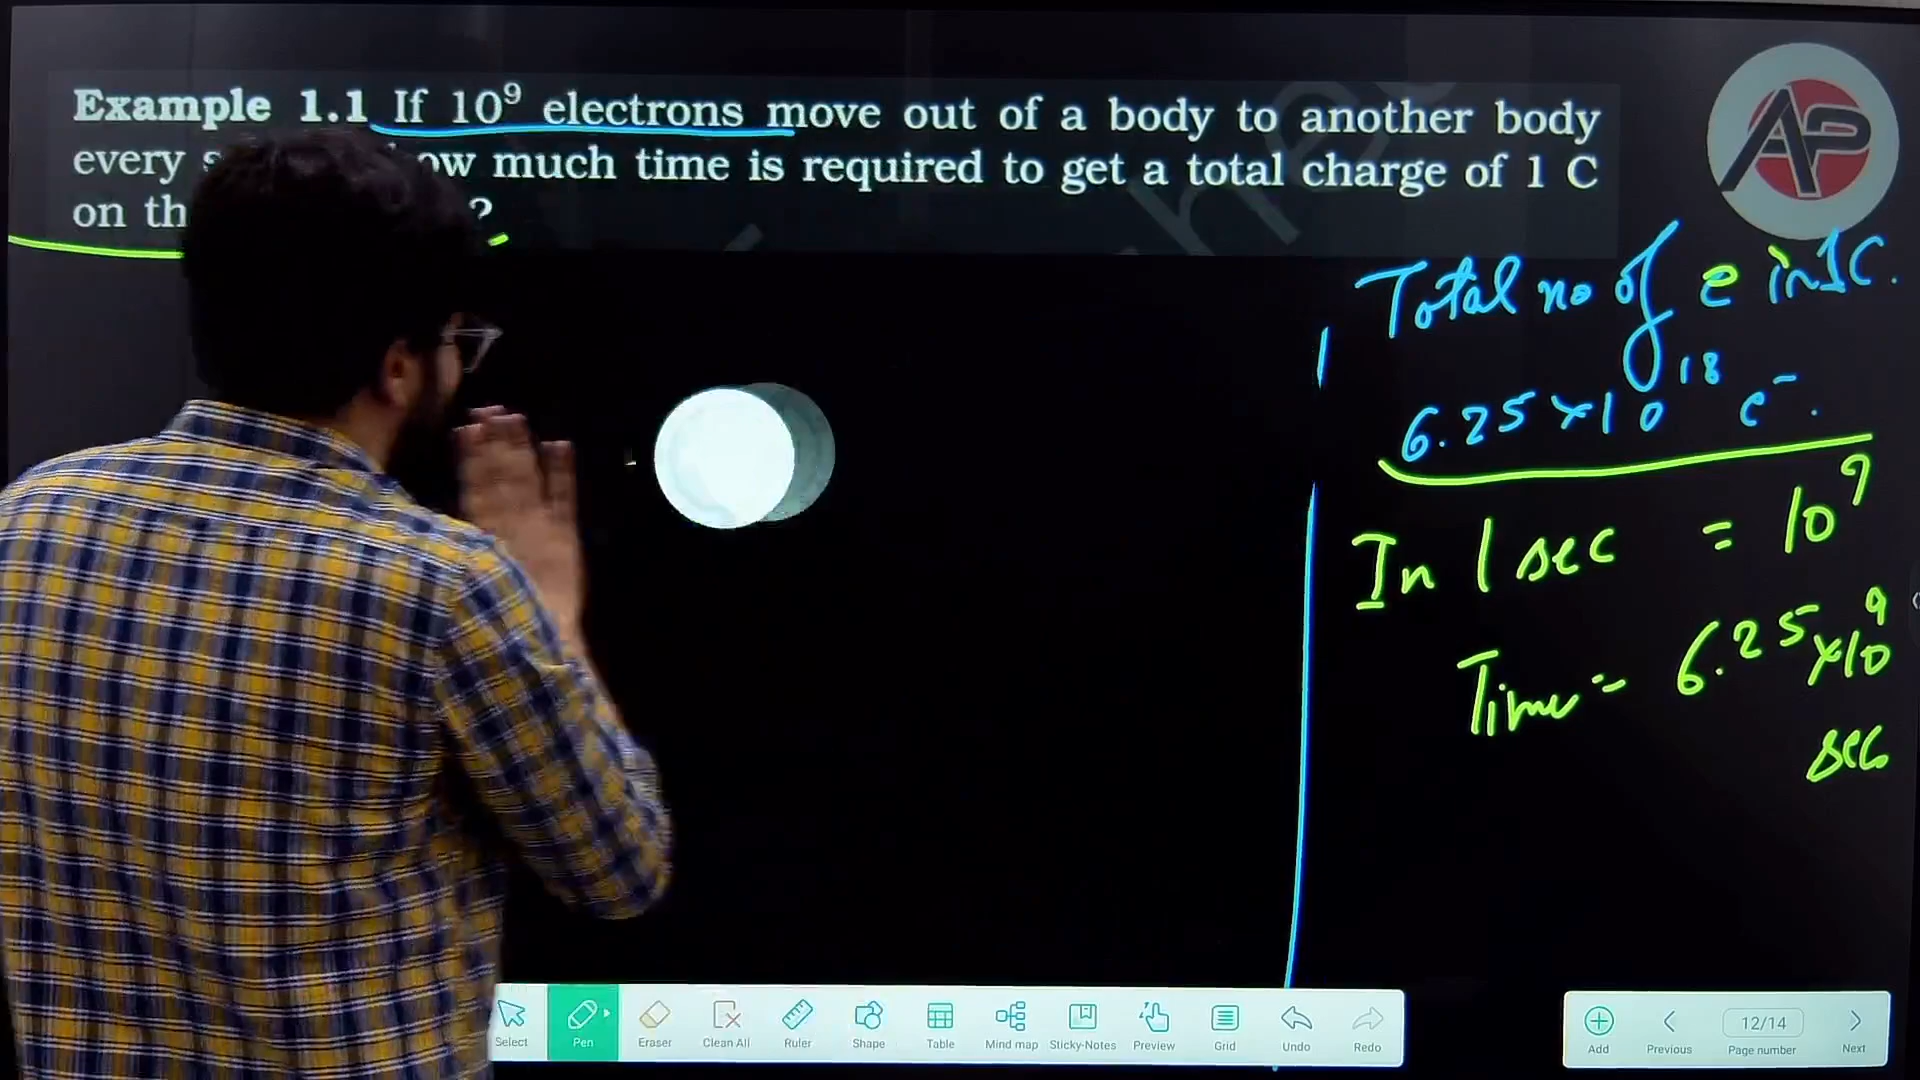 Example 1.1 If 10⁹ electrons move out of a body to another body
every much time is required to get a total charge of 1 C
on ?
AP
Total no of e in 1C.
6.25 × 10¹⁸ e⁻.
In 1 sec = 10⁹
Time = 6.25 × 10⁹
sec
Select Pen Eraser Clean All Ruler Shape Table Mind map Sticky-Notes Preview Grid Undo Redo
12/14
Add Previous Page number Next